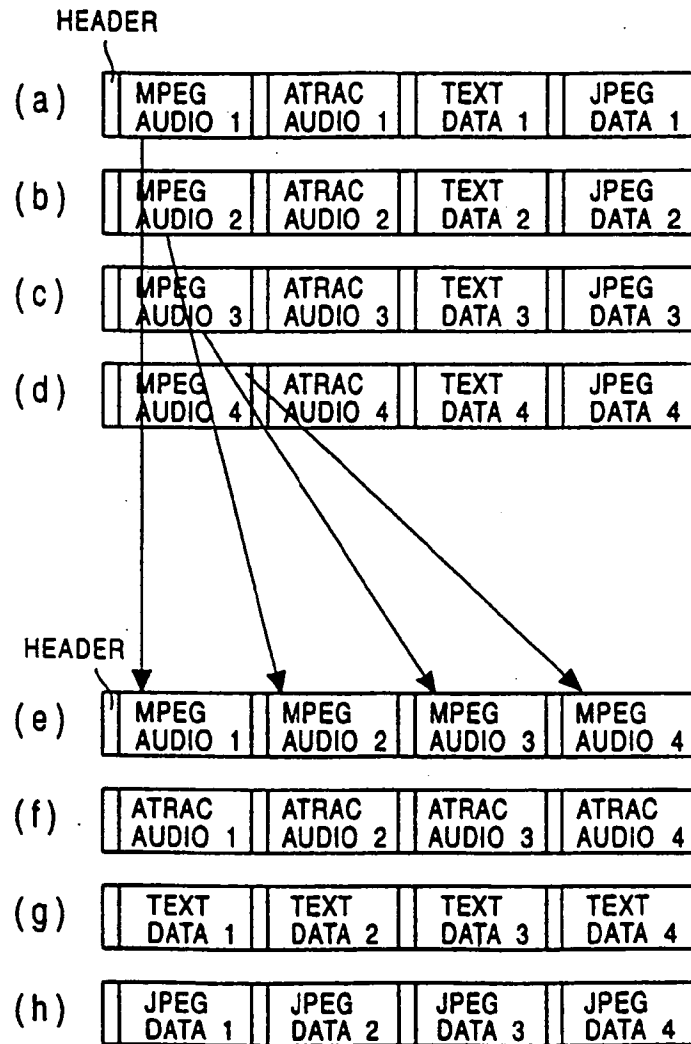 HEADER
(a) MPEG AUDIO 1 ATRAC AUDIO 1 TEXT DATA 1 JPEG DATA 1
(b) MPEG AUDIO 2 ATRAC AUDIO 2 TEXT DATA 2 JPEG DATA 2
(c) MPEG AUDIO 3 ATRAC AUDIO 3 TEXT DATA 3 JPEG DATA 3
(d) MPEG AUDIO 4 ATRAC AUDIO 4 TEXT DATA 4 JPEG DATA 4
HEADER
(e) MPEG AUDIO 1 MPEG AUDIO 2 MPEG AUDIO 3 MPEG AUDIO 4
(f) ATRAC AUDIO 1 ATRAC AUDIO 2 ATRAC AUDIO 3 ATRAC AUDIO 4
(g) TEXT DATA 1 TEXT DATA 2 TEXT DATA 3 TEXT DATA 4
(h) JPEG DATA 1 JPEG DATA 2 JPEG DATA 3 JPEG DATA 4